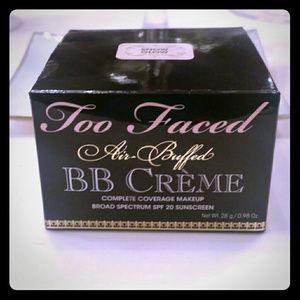 Too Faced
Air-Buffed
BB CRÈME
COMPLETE COVERAGE MAKEUP
BROAD SPECTRUM SPF 20 SUNSCREEN
Net Wt. 28 g / 0.98 Oz.